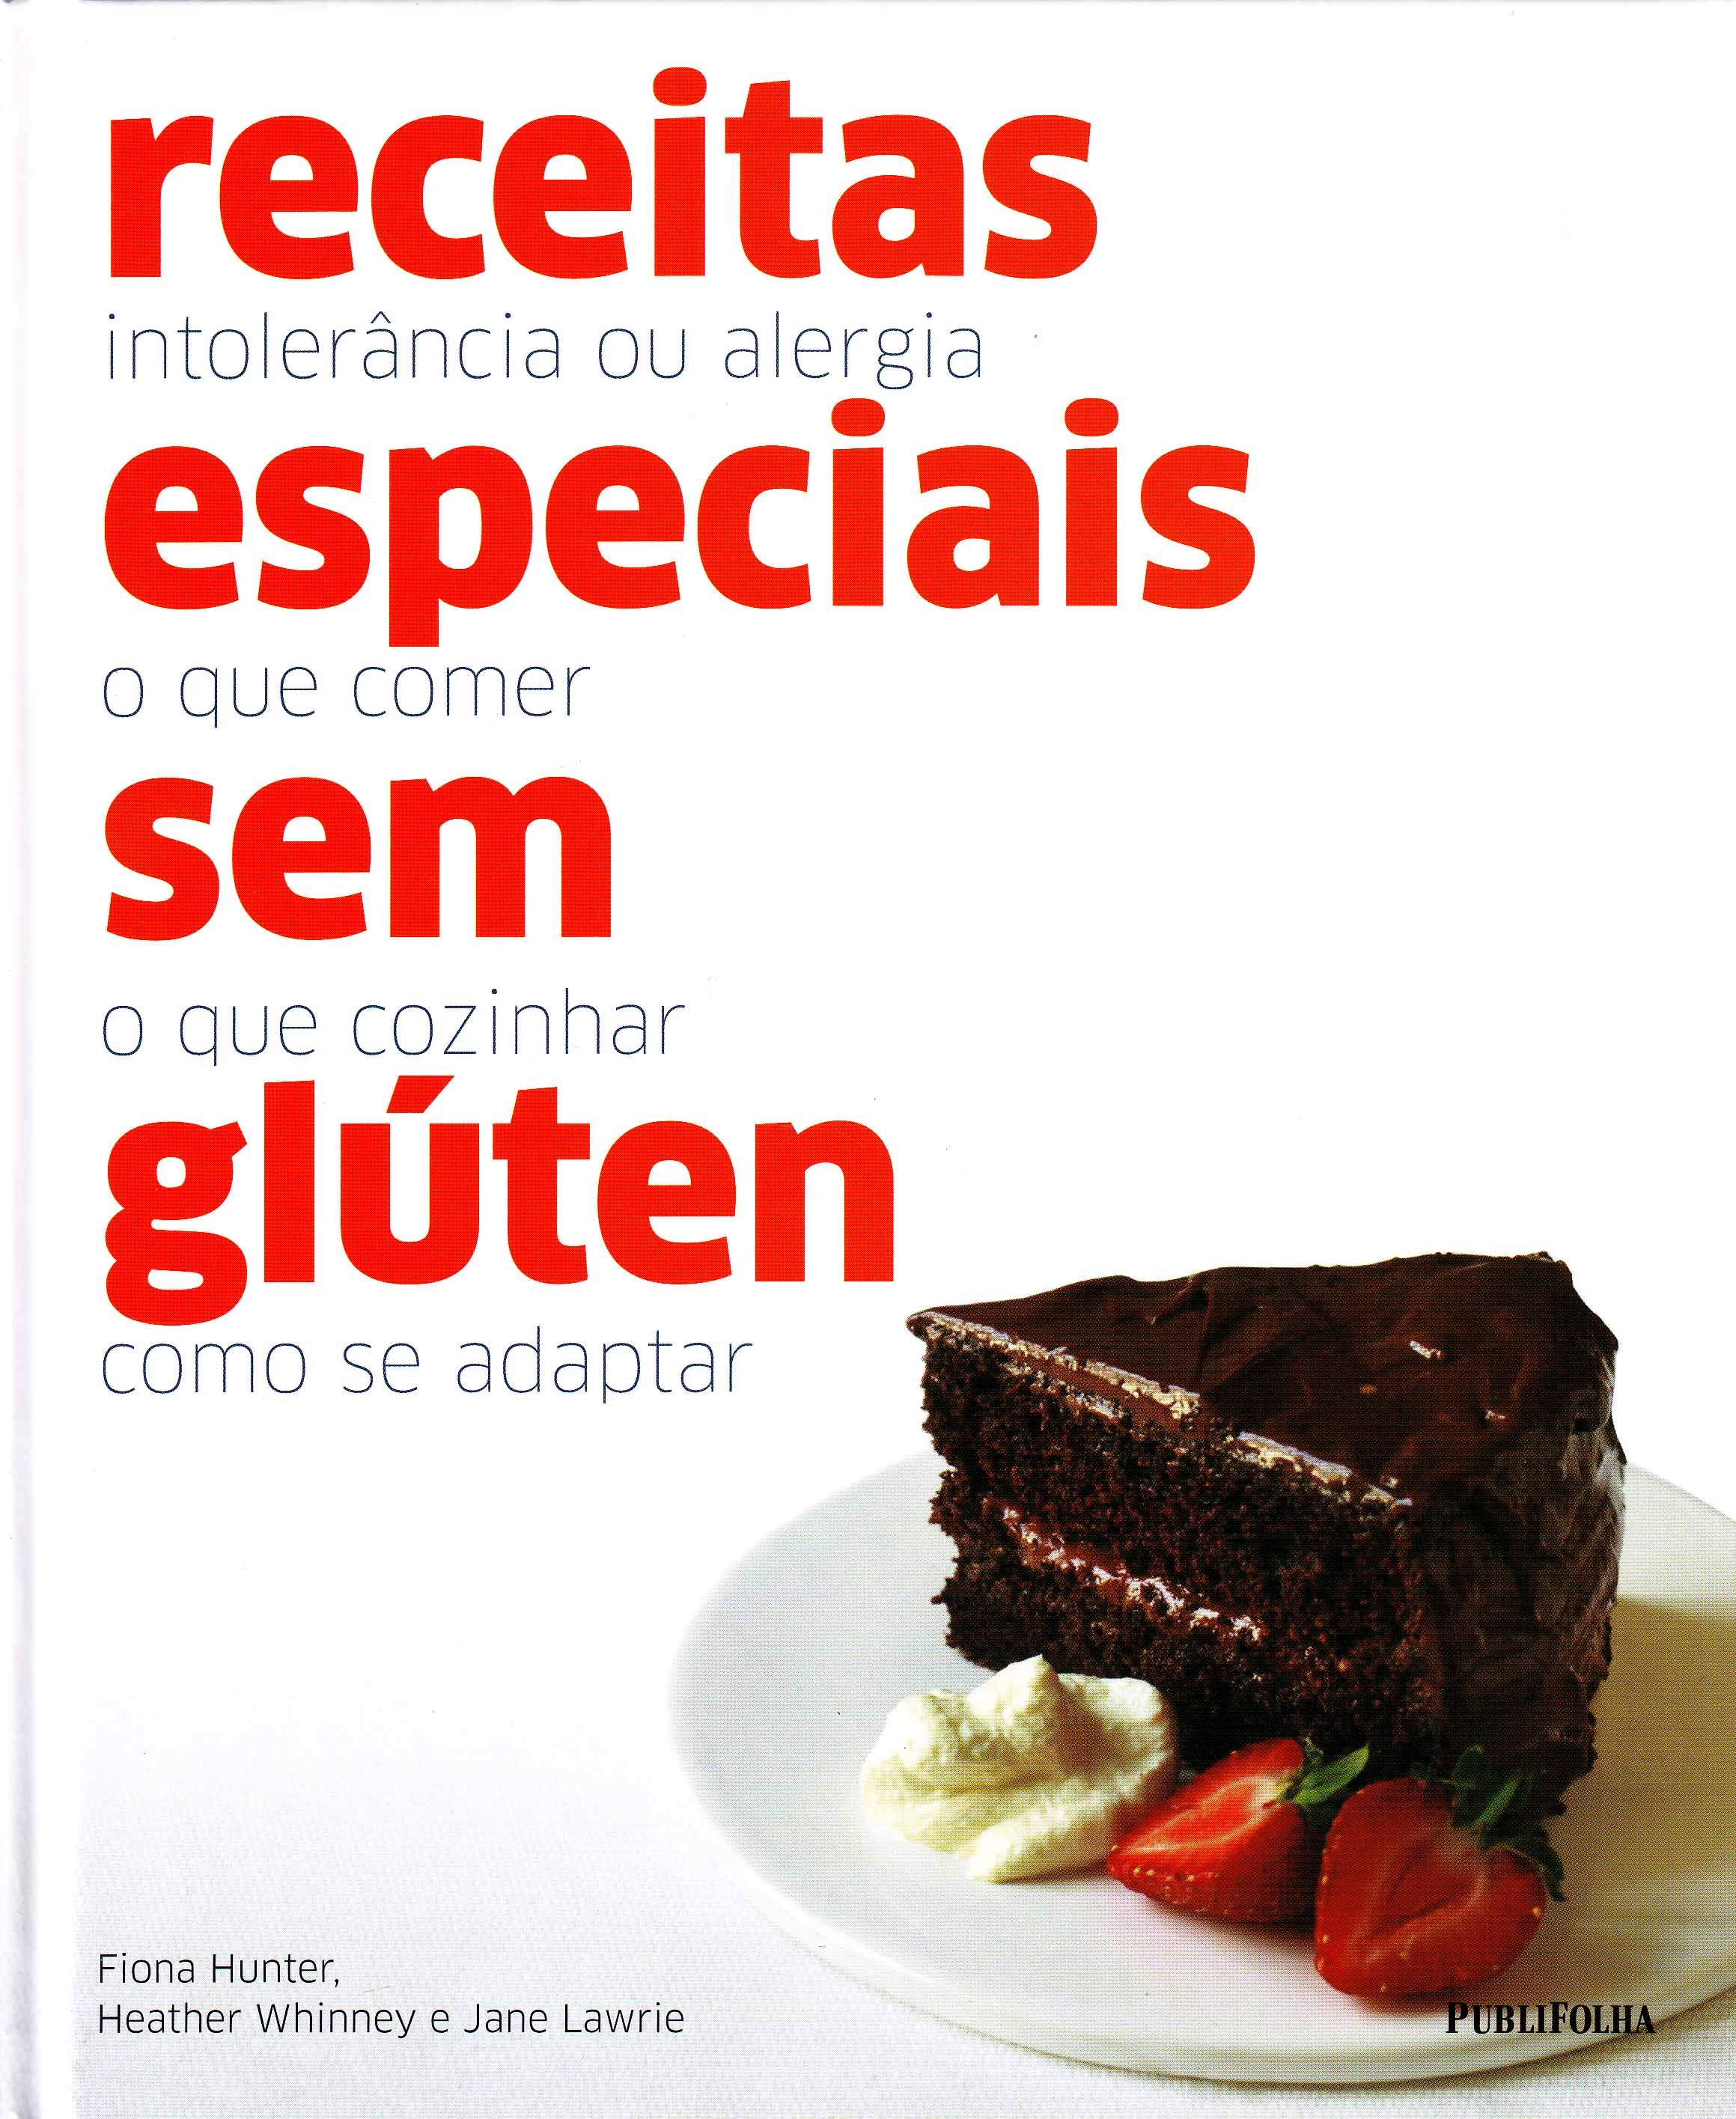 receitas
intolerância ou alergia
especiais
o que comer
sem
o que cozinhar
glúten
como se adaptar
Fiona Hunter,
Heather Whinney e Jane Lawrie
PUBLIFOLHA